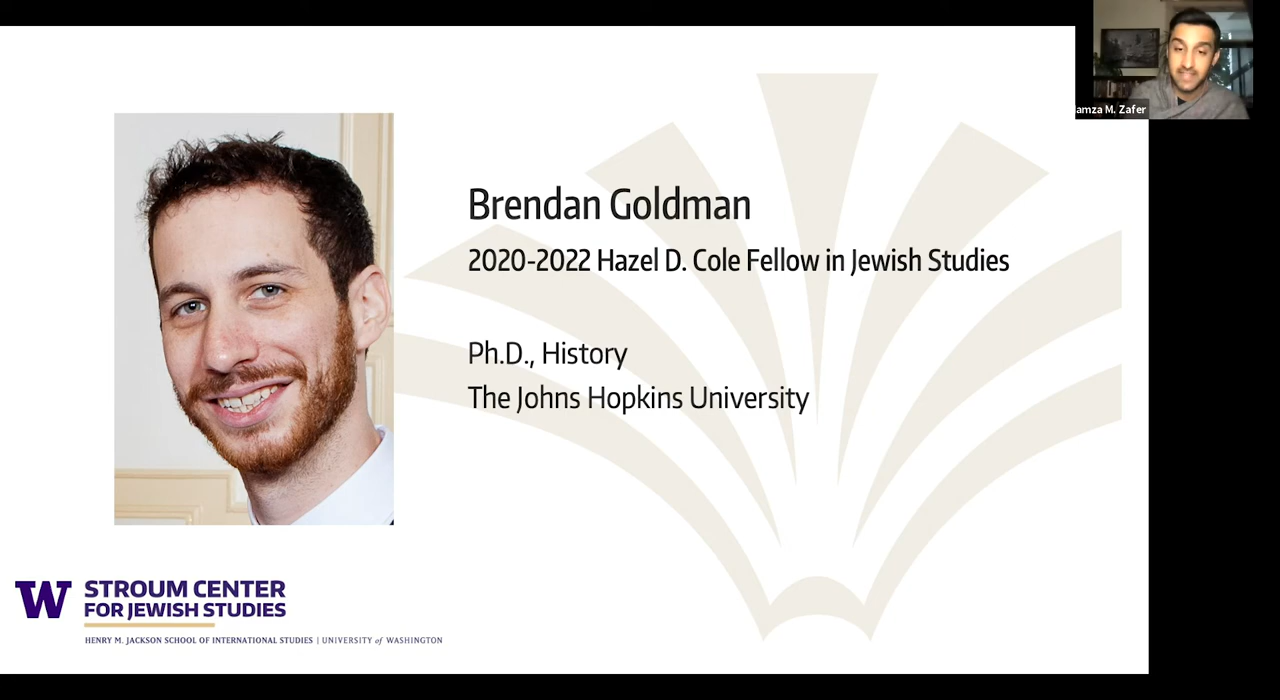 Brendan Goldman
2020-2022 Hazel D. Cole Fellow in Jewish Studies
Ph.D., History
The Johns Hopkins University
W STROUM CENTER
FOR JEWISH STUDIES
HENRY M. JACKSON SCHOOL OF INTERNATIONAL STUDIES | UNIVERSITY of WASHINGTON
M. Zafer